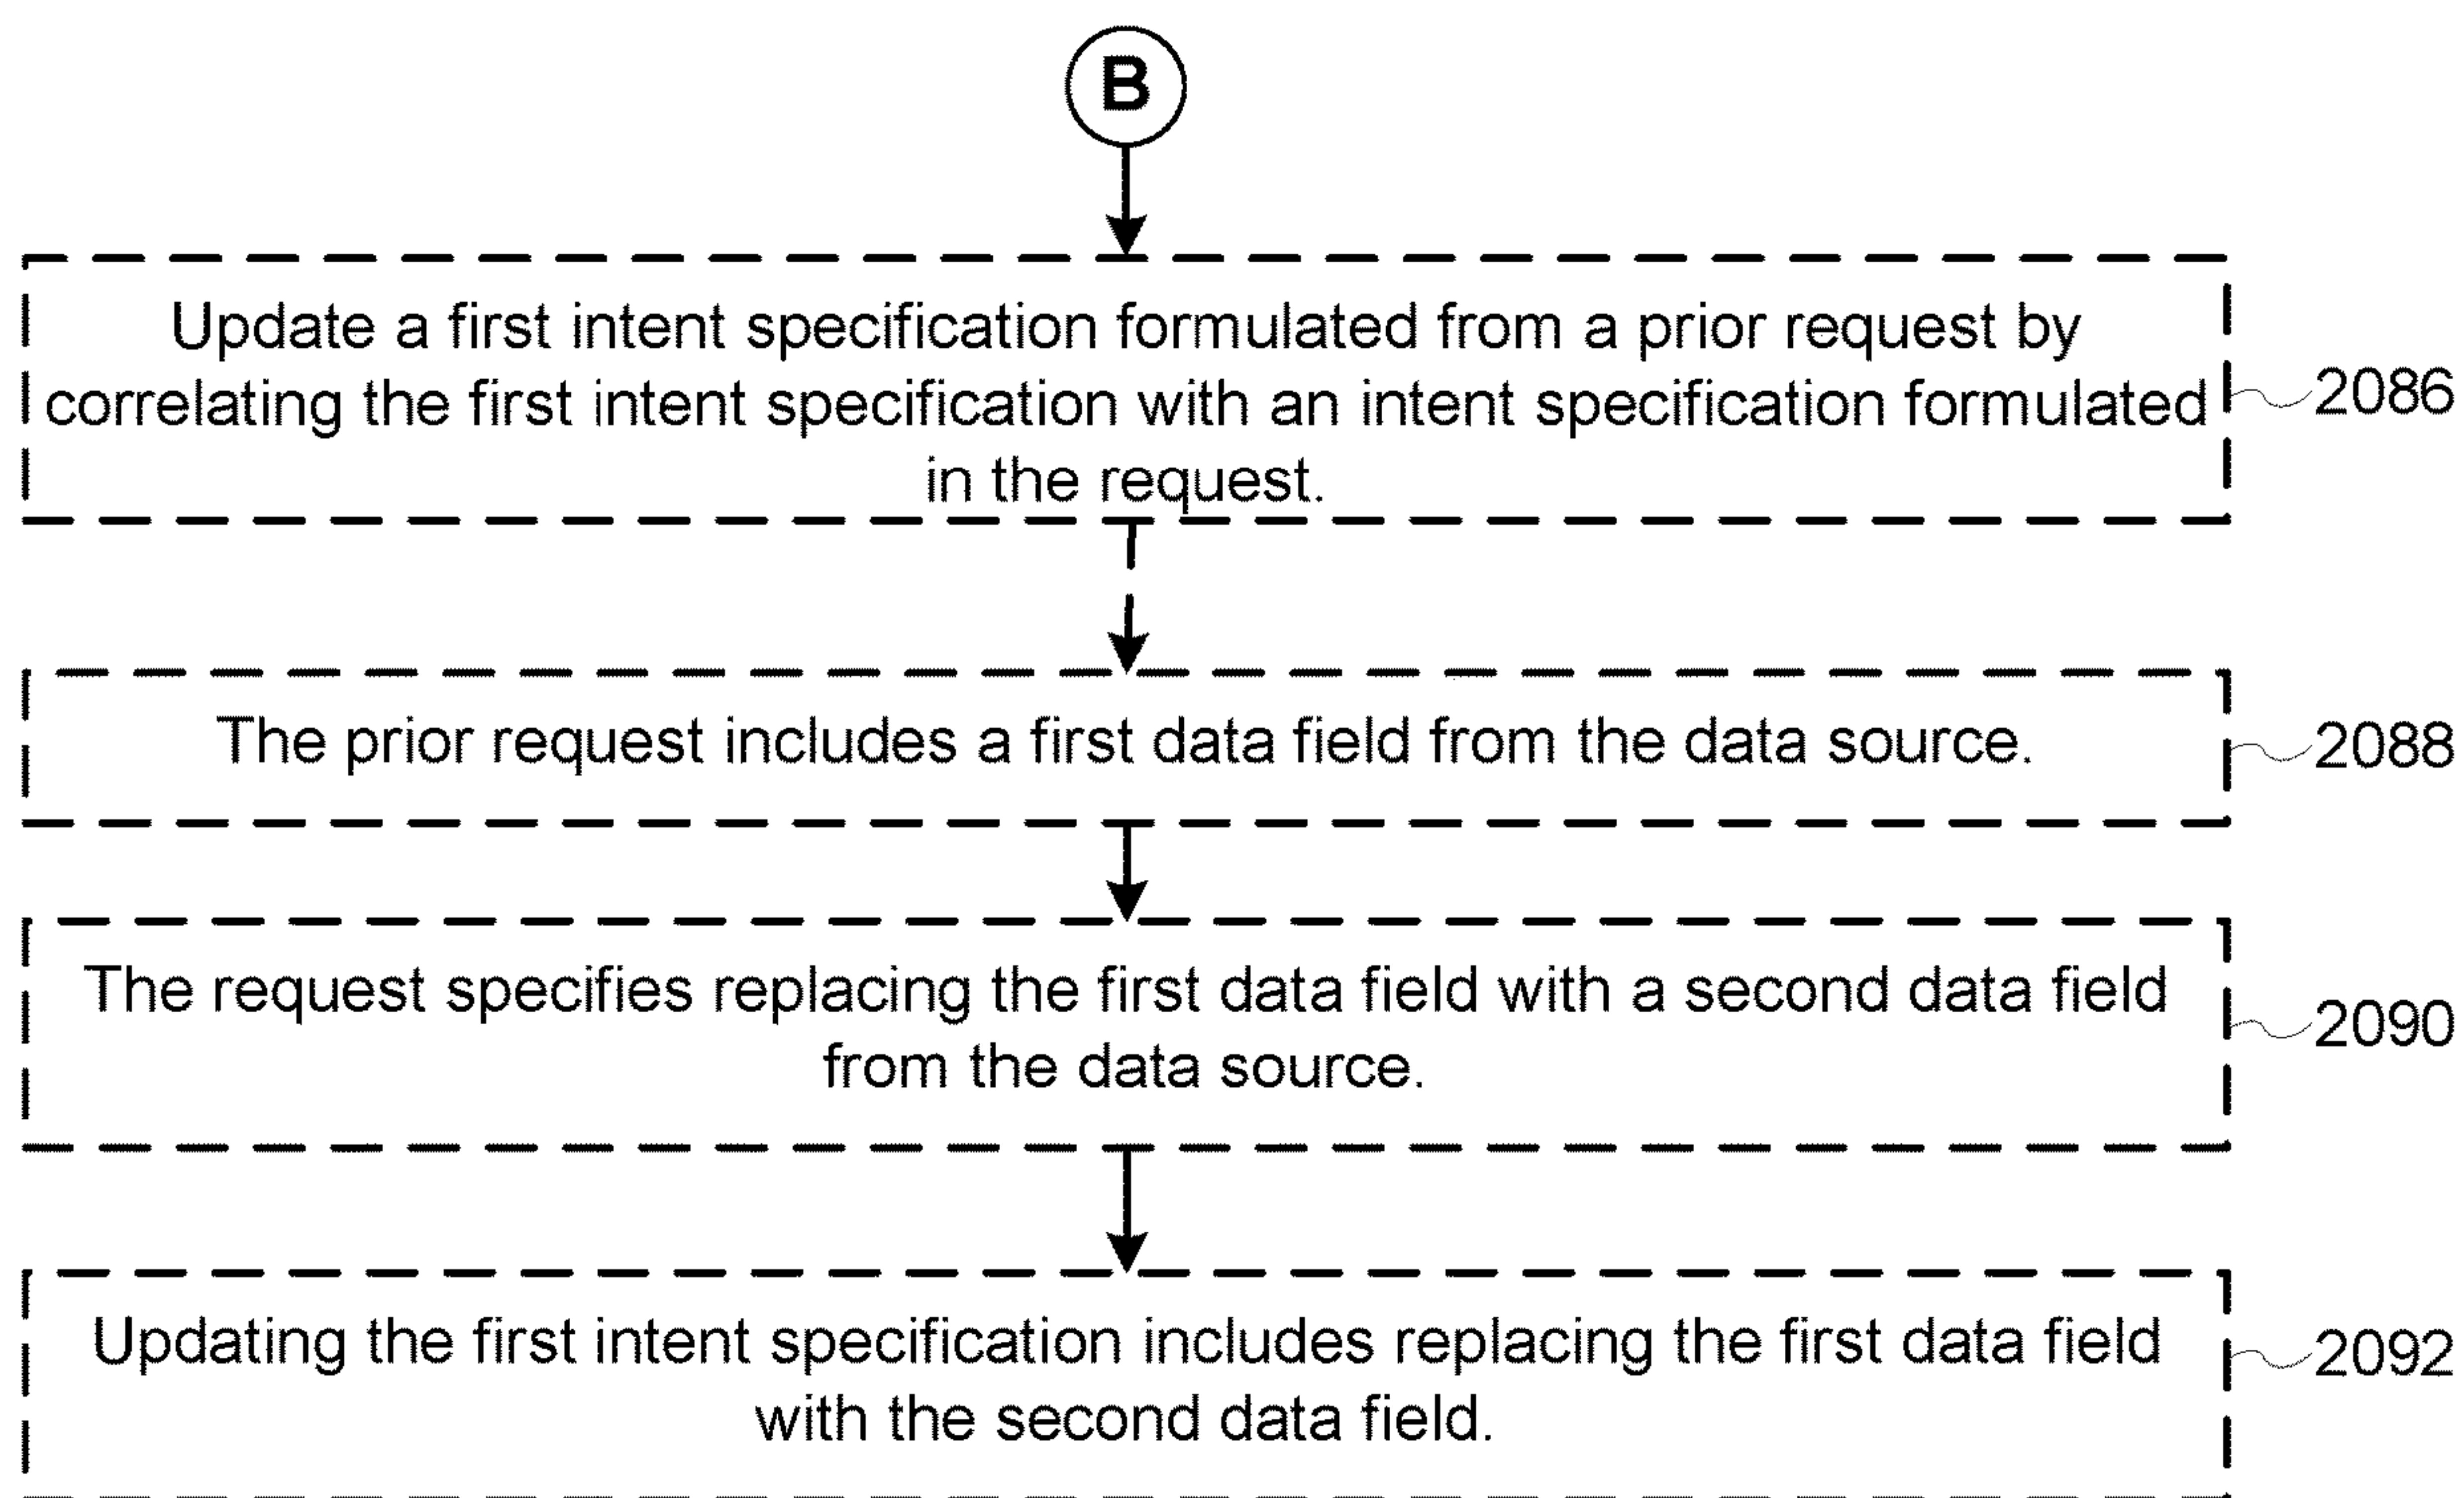 B
Update a first intent specification formulated from a prior request by
correlating the first intent specification with an intent specification formulated
in the request.
2086
The prior request includes a first data field from the data source.
2088
The request specifies replacing the first data field with a second data field
from the data source.
2090
Updating the first intent specification includes replacing the first data field
with the second data field.
2092